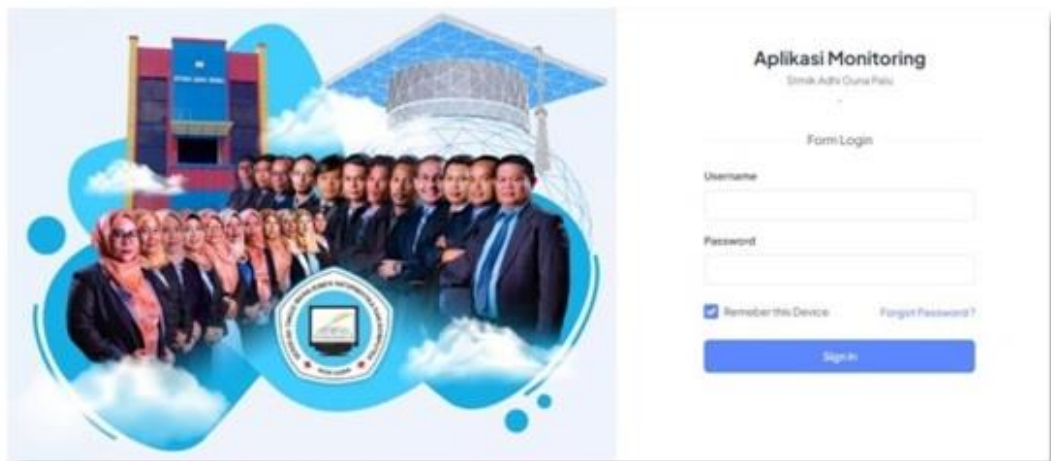 Aplikasi Monitoring
Stmik Adhi Guna Palu
-
Form Login
Username
Password
Remeber this Device
Forgot Password ?
Sign In